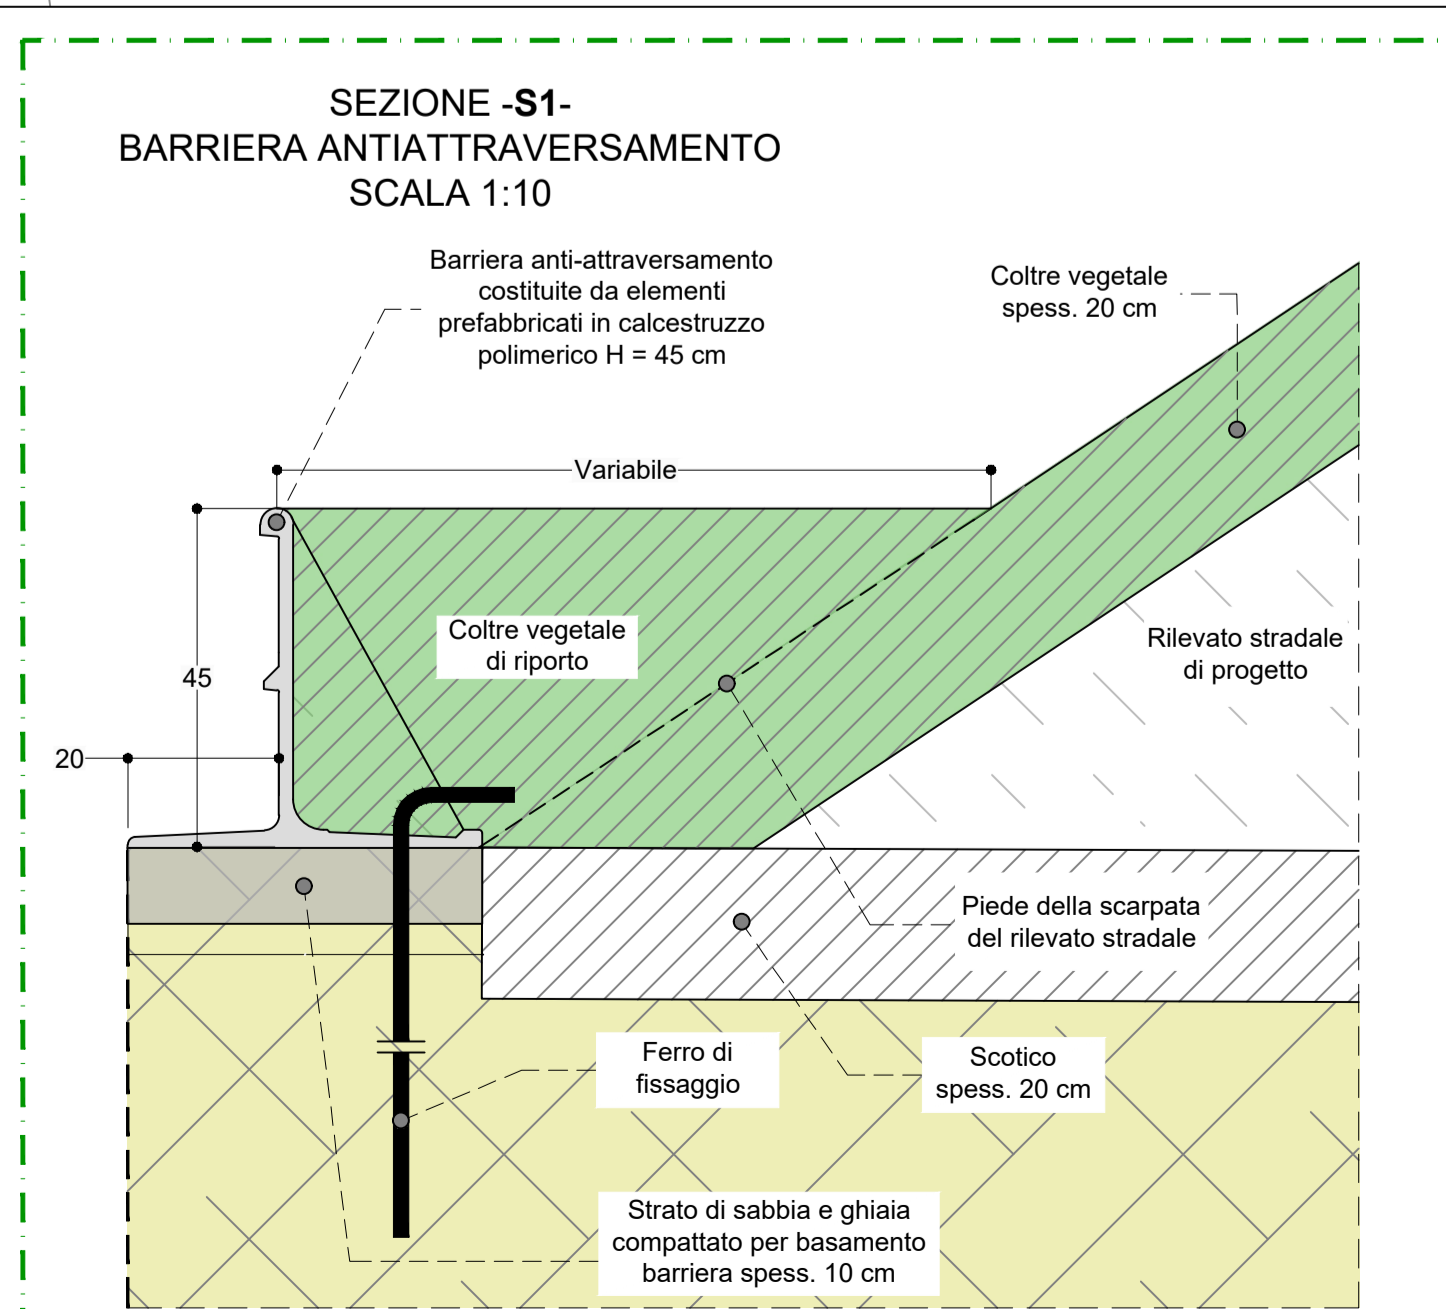 SEZIONE -S1-
BARRIERA ANTIATTRAVERSAMENTO
SCALA 1:10
Barriera anti-attraversamento
costituite da elementi
prefabbricati in calcestruzzo
polimerico H = 45 cm
Coltre vegetale
spess. 20 cm
Variabile
Coltre vegetale
di riporto
Rilevato stradale
di progetto
45
20
Piede della scarpata
del rilevato stradale
Ferro di
fissaggio
Scotico
spess. 20 cm
Strato di sabbia e ghiaia
compattato per basamento
barriera spess. 10 cm